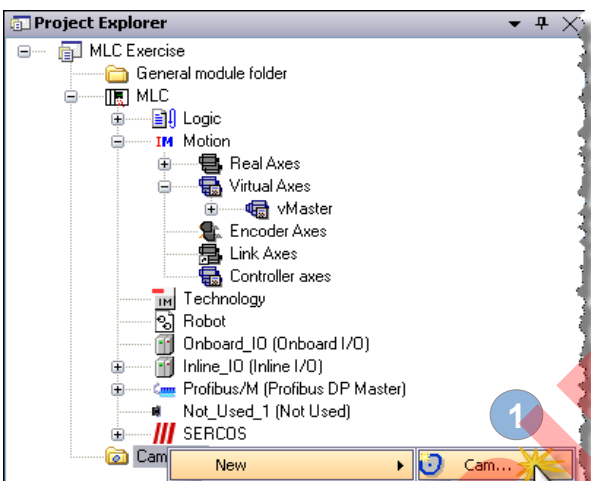 Project Explorer
MLC Exercise
General module folder
MLC
Logic
IM Motion
Real Axes
Virtual Axes
vMaster
Encoder Axes
Link Axes
Controller axes
IM Technology
Robot
Onboard_IO (Onboard I/O)
Inline_IO (Inline I/O)
Profibus/M (Profibus DP Master)
Not_Used_1 (Not Used)
1
SERCOS
Cam
New Cam...